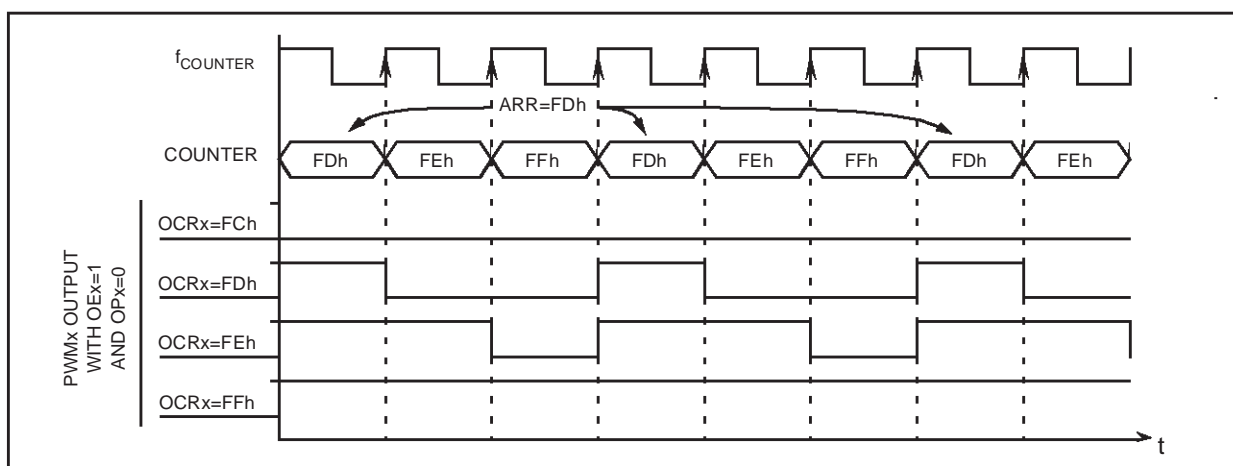 fCOUNTER
ARR=FDh
COUNTER FDh FEh FFh FDh FEh FFh FDh FEh
PWMx OUTPUT
WITH OEx=1
AND OPx=0
OCRx=FCh
OCRx=FDh
OCRx=FEh
OCRx=FFh
t